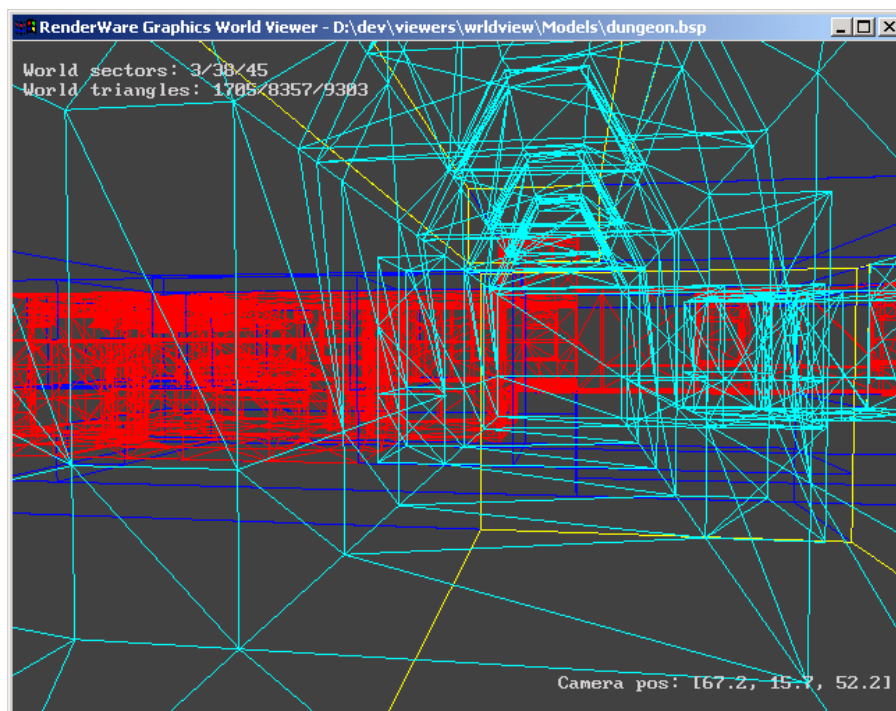 RenderWare Graphics World Viewer - D:\dev\viewers\wrldview\Models\dungeon.bsp
World sectors: 3/38/45
World triangles: 1705/8357/9303
Camera pos: [67.2, 15.7, 52.2]